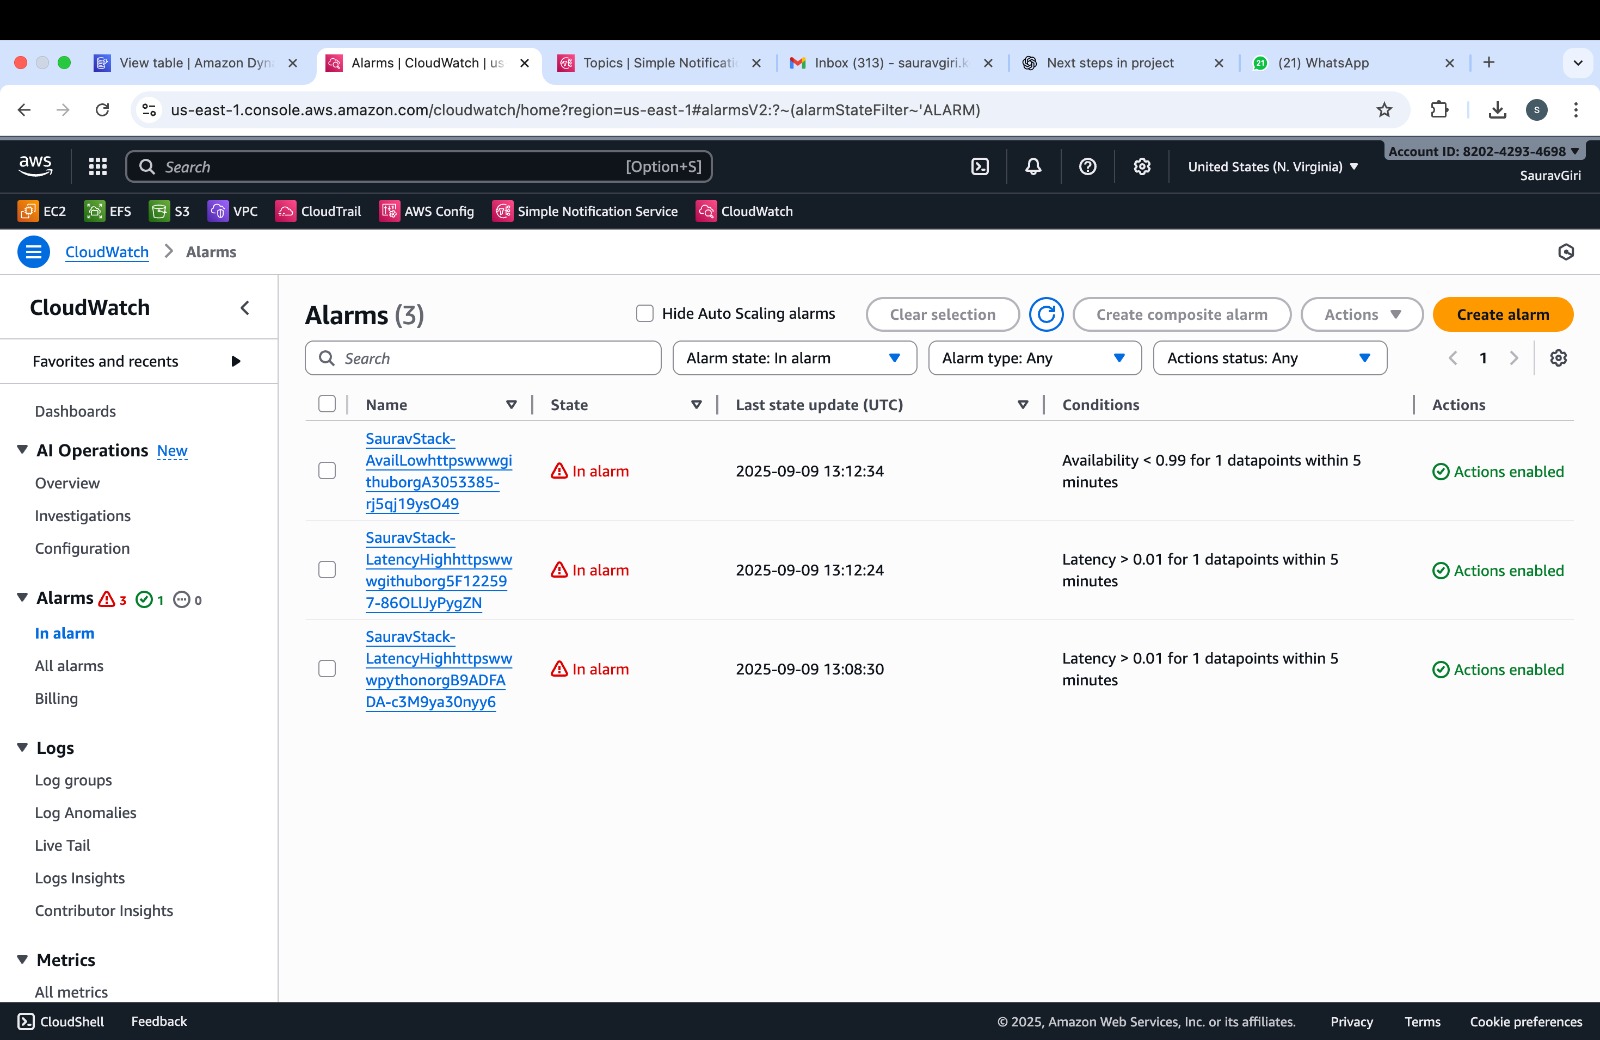 View table | Amazon Dyn
Alarms | CloudWatch | us
Topics | Simple Notificati
Inbox (313) - sauravgiri.k
Next steps in project
21
(21) WhatsApp
us-east-1.console.aws.amazon.com/cloudwatch/home?region=us-east-1#alarmsV2:?~(alarmStateFilter~'ALARM)
S
aws
Search
[Option+S]
United States (N. Virginia)
Account ID: 8202-4293-4698
SauravGiri
EC2
EFS
S3
VPC
CloudTrail
AWS Config
Simple Notification Service
CloudWatch
CloudWatch
Alarms
CloudWatch
Favorites and recents
Dashboards
AI Operations New
Overview
Investigations
Configuration
Alarms 3 1 0
In alarm
All alarms
Billing
Logs
Log groups
Log Anomalies
Live Tail
Logs Insights
Contributor Insights
Metrics
All metrics
Alarms (3)
Hide Auto Scaling alarms
Clear selection
Create composite alarm
Actions
Create alarm
Search
Alarm state: In alarm
Alarm type: Any
Actions status: Any
1
Name
State
Last state update (UTC)
Conditions
Actions
SauravStack-
AvailLowhttpswwwgi
thuborgA3053385-
rj5qj19ysO49
In alarm
2025-09-09 13:12:34
Availability < 0.99 for 1 datapoints within 5
minutes
Actions enabled
SauravStack-
LatencyHighhttpsww
wgithuborg5F12259
7-86OLlJyPygZN
In alarm
2025-09-09 13:12:24
Latency > 0.01 for 1 datapoints within 5
minutes
Actions enabled
SauravStack-
LatencyHighhttpsww
wpythonorgB9ADFA
DA-c3M9ya30nyy6
In alarm
2025-09-09 13:08:30
Latency > 0.01 for 1 datapoints within 5
minutes
Actions enabled
CloudShell
Feedback
© 2025, Amazon Web Services, Inc. or its affiliates.
Privacy
Terms
Cookie preferences